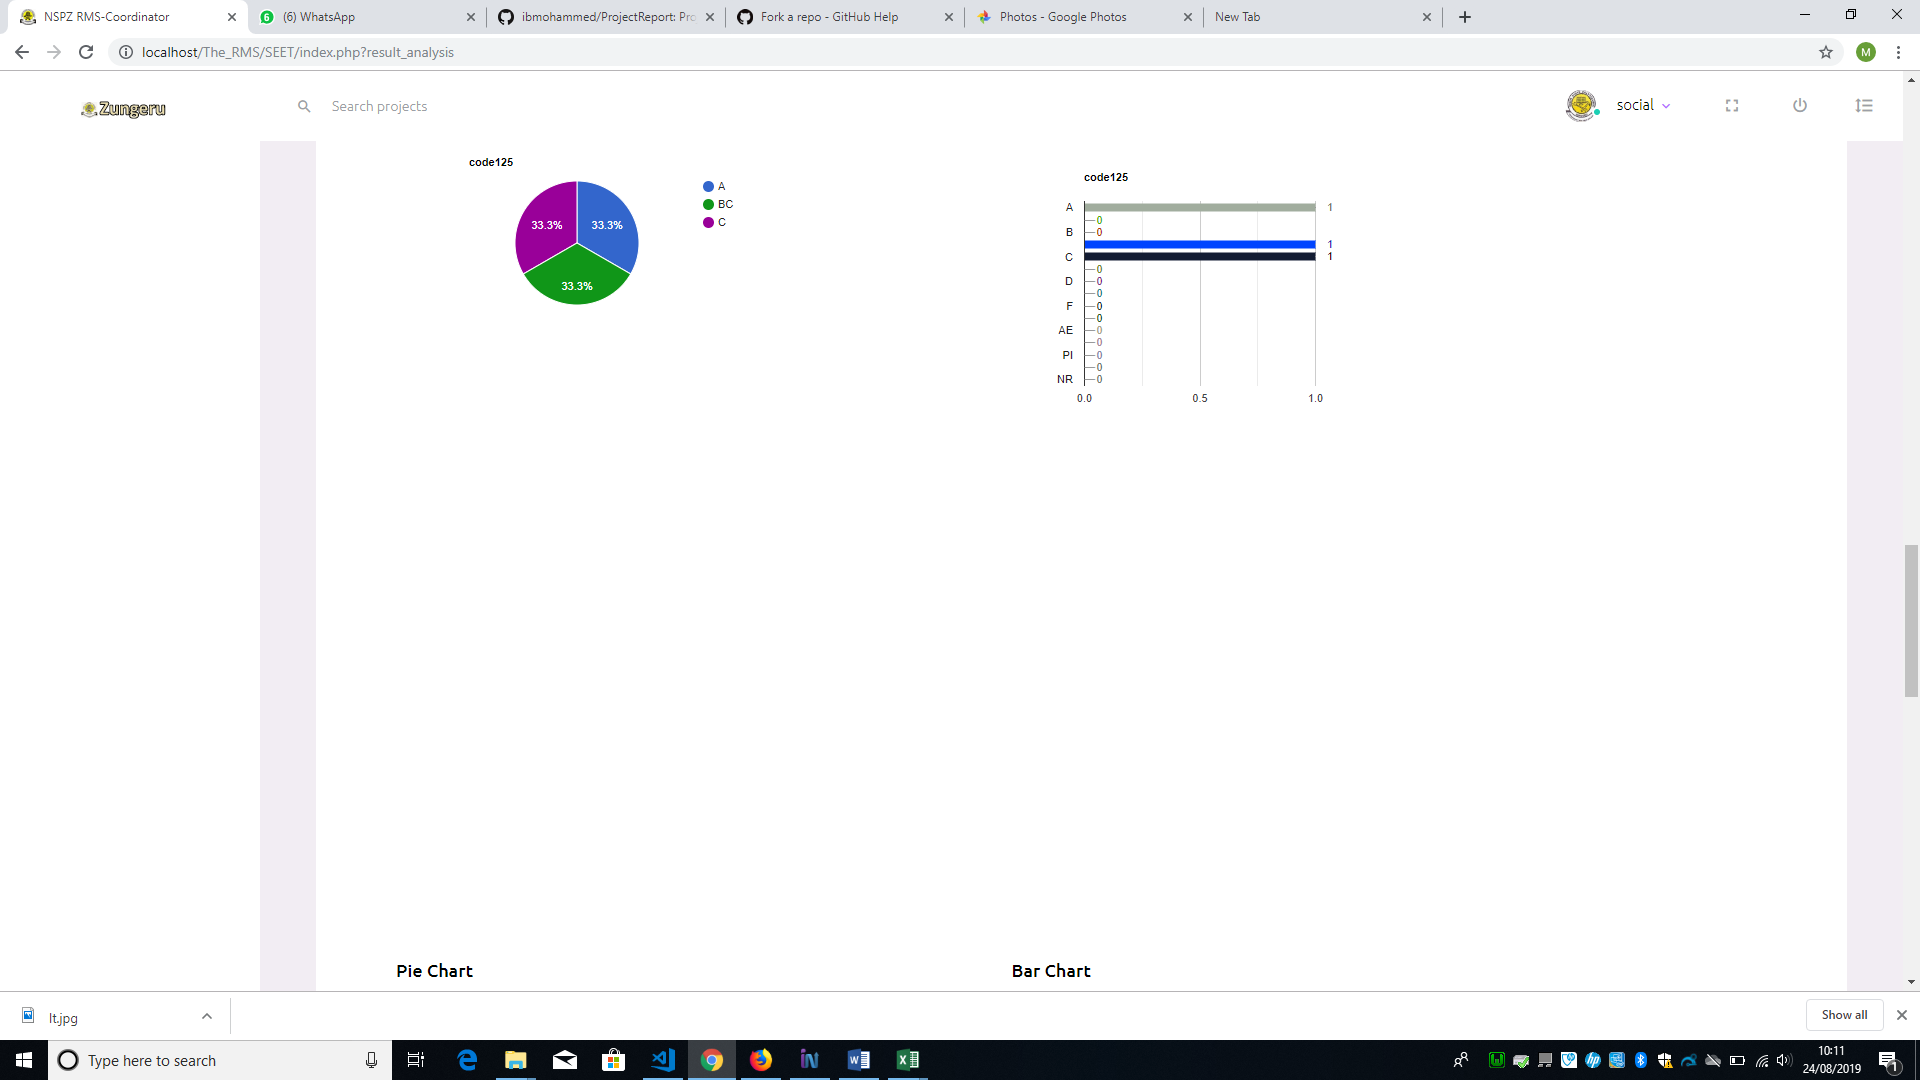 NSPZ RMS-Coordinator
(6) WhatsApp
ibmohammed/ProjectReport: Pro
Fork a repo - GitHub Help
Photos - Google Photos
New Tab
localhost/The_RMS/SEET/index.php?result_analysis
M
Zungeru
Search projects
social
code125
33.3%
33.3%
33.3%
A
BC
C
code125
A
1
0
B
0
1
C
1
0
D
0
0
F
0
0
AE
0
0
PI
0
0
NR
0
0.0
0.5
1.0
Pie Chart
Bar Chart
lt.jpg
Show all
Type here to search
10:11
24/08/2019
1